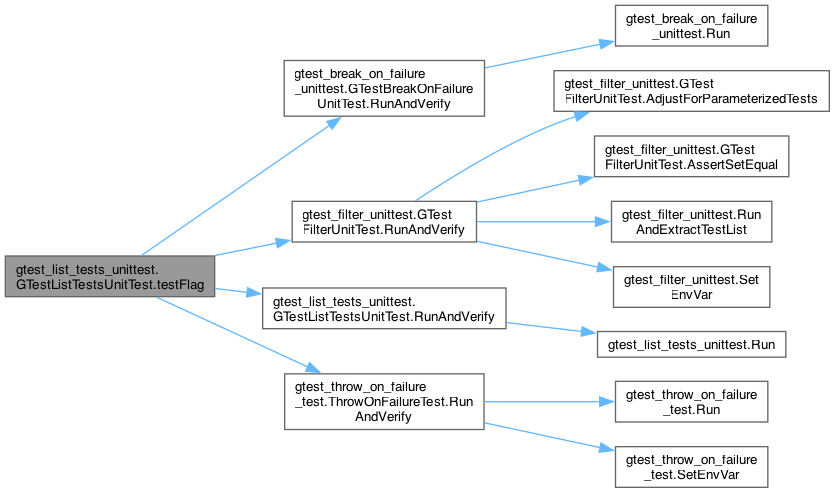 gtest_list_tests_unittest.
GTestListTestsUnitTest.testFlag
gtest_break_on_failure
_unittest.GTestBreakOnFailure
UnitTest.RunAndVerify
gtest_break_on_failure
_unittest.Run
gtest_filter_unittest.GTest
FilterUnitTest.RunAndVerify
gtest_filter_unittest.GTest
FilterUnitTest.AdjustForParameterizedTests
gtest_filter_unittest.GTest
FilterUnitTest.AssertSetEqual
gtest_filter_unittest.Run
AndExtractTestList
gtest_filter_unittest.Set
EnvVar
gtest_list_tests_unittest.
GTestListTestsUnitTest.RunAndVerify
gtest_list_tests_unittest.Run
gtest_throw_on_failure
_test.ThrowOnFailureTest.Run
AndVerify
gtest_throw_on_failure
_test.Run
gtest_throw_on_failure
_test.SetEnvVar